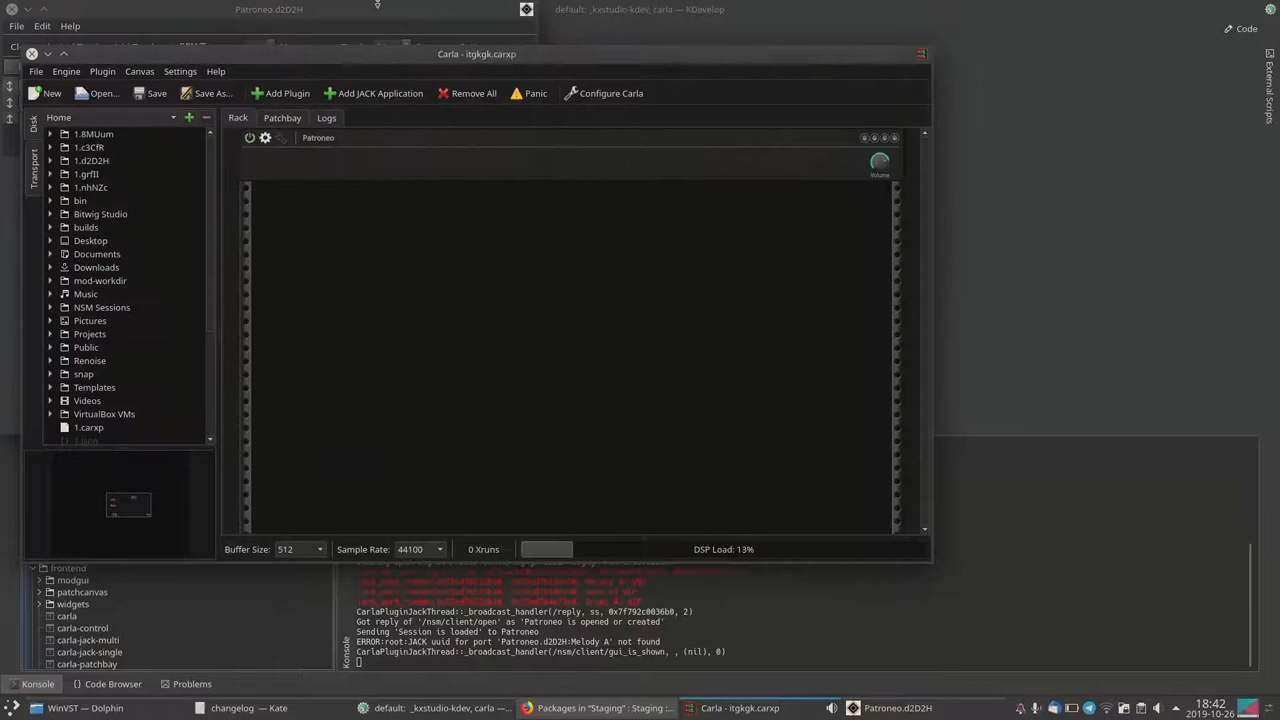 Patroneo.d2D2H
default: _kxstudio-kdev, carla — KDevelop
File Edit Help
Code
Carla - itgkgk.carxp
File Engine Plugin Canvas Settings Help
New Open... Save Save As... Add Plugin Add JACK Application Remove All Panic Configure Carla
External Scripts
Disk
Transport
Home
Rack Patchbay Logs
1.8MUum
1.c3CfR
1.d2D2H
1.grfII
1.nhNZc
bin
Bitwig Studio
builds
Desktop
Documents
Downloads
mod-workdir
Music
NSM Sessions
Pictures
Projects
Public
Renoise
snap
Templates
Videos
VirtualBox VMs
1.carxp
1.json
Patroneo
Volume
Buffer Size: 512 Sample Rate: 44100 0 Xruns DSP Load: 13%
frontend
modgui
patchcanvas
widgets
carla
carla-control
carla-jack-multi
carla-jack-single
carla-patchbay
Konsole
CarlaPluginJackThread::_broadcast_handler(/reply, ss, 0x7f792c0036b0, 2)
Got reply of '/nsm/client/open' as 'Patroneo is opened or created'
Sending 'Session is loaded' to Patroneo
ERROR:root:JACK uuid for port 'Patroneo.d2D2H:Melody A' not found
CarlaPluginJackThread::_broadcast_handler(/nsm/client/gui_is_shown, , (nil), 0)
Konsole Code Browser Problems
WinVST — Dolphin
changelog — Kate
default: _kxstudio-kdev, carla —...
Packages in "Staging" : Staging :...
Carla - itgkgk.carxp
Patroneo.d2D2H
18:42
2019-10-26